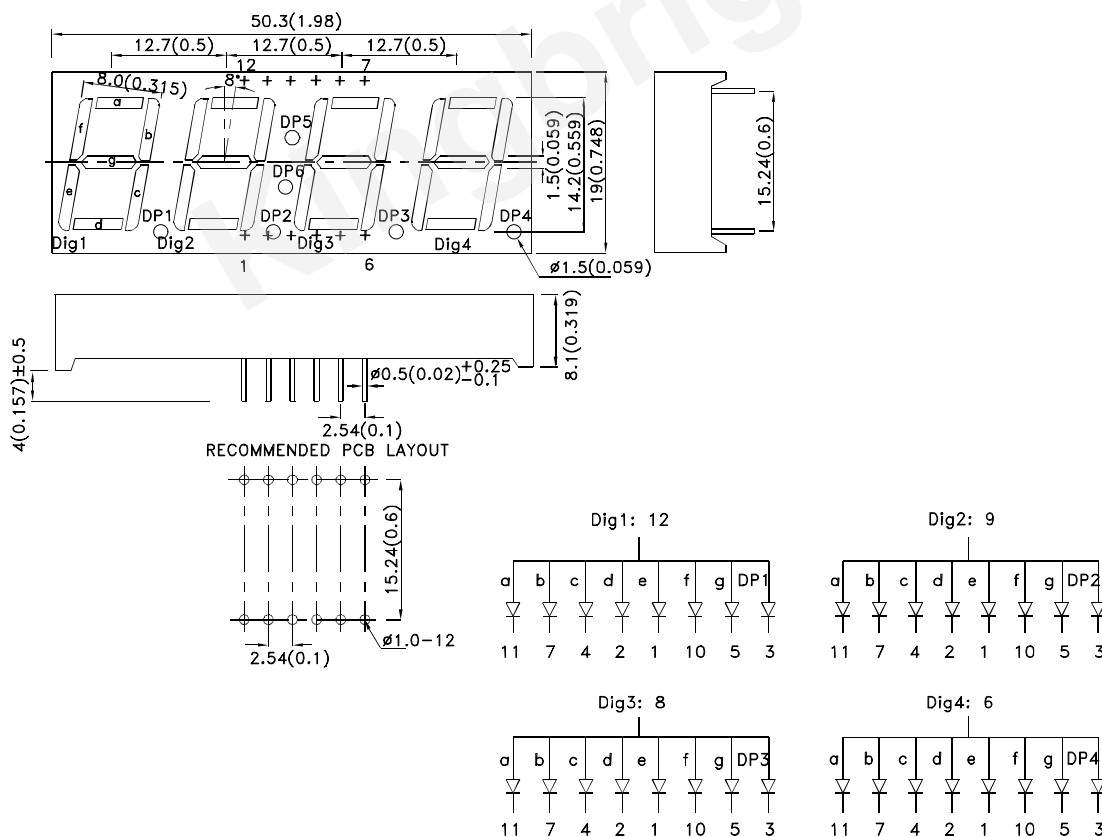 50.3(1.98)
12.7(0.5) 12.7(0.5) 12.7(0.5)
12 7
8.0(0.315) 8°
a
f b
g
e c
d
DP5
DP6
DP1 DP2 DP3 DP4
Dig1 Dig2 Dig3 Dig4
1 6
1.5(0.059)
14.2(0.559)
19(0.748)
15.24(0.6)
ø1.5(0.059)
Kingbrig
8.1(0.319)
4(0.157)±0.5
ø0.5(0.02)+0.25
-0.1
2.54(0.1)
RECOMMENDED PCB LAYOUT
15.24(0.6)
2.54(0.1)
ø1.0-12
Dig1: 12
a b c d e f g DP1
11 7 4 2 1 10 5 3
Dig2: 9
a b c d e f g DP2
11 7 4 2 1 10 5 3
Dig3: 8
a b c d e f g DP3
11 7 4 2 1 10 5 3
Dig4: 6
a b c d e f g DP4
11 7 4 2 1 10 5 3